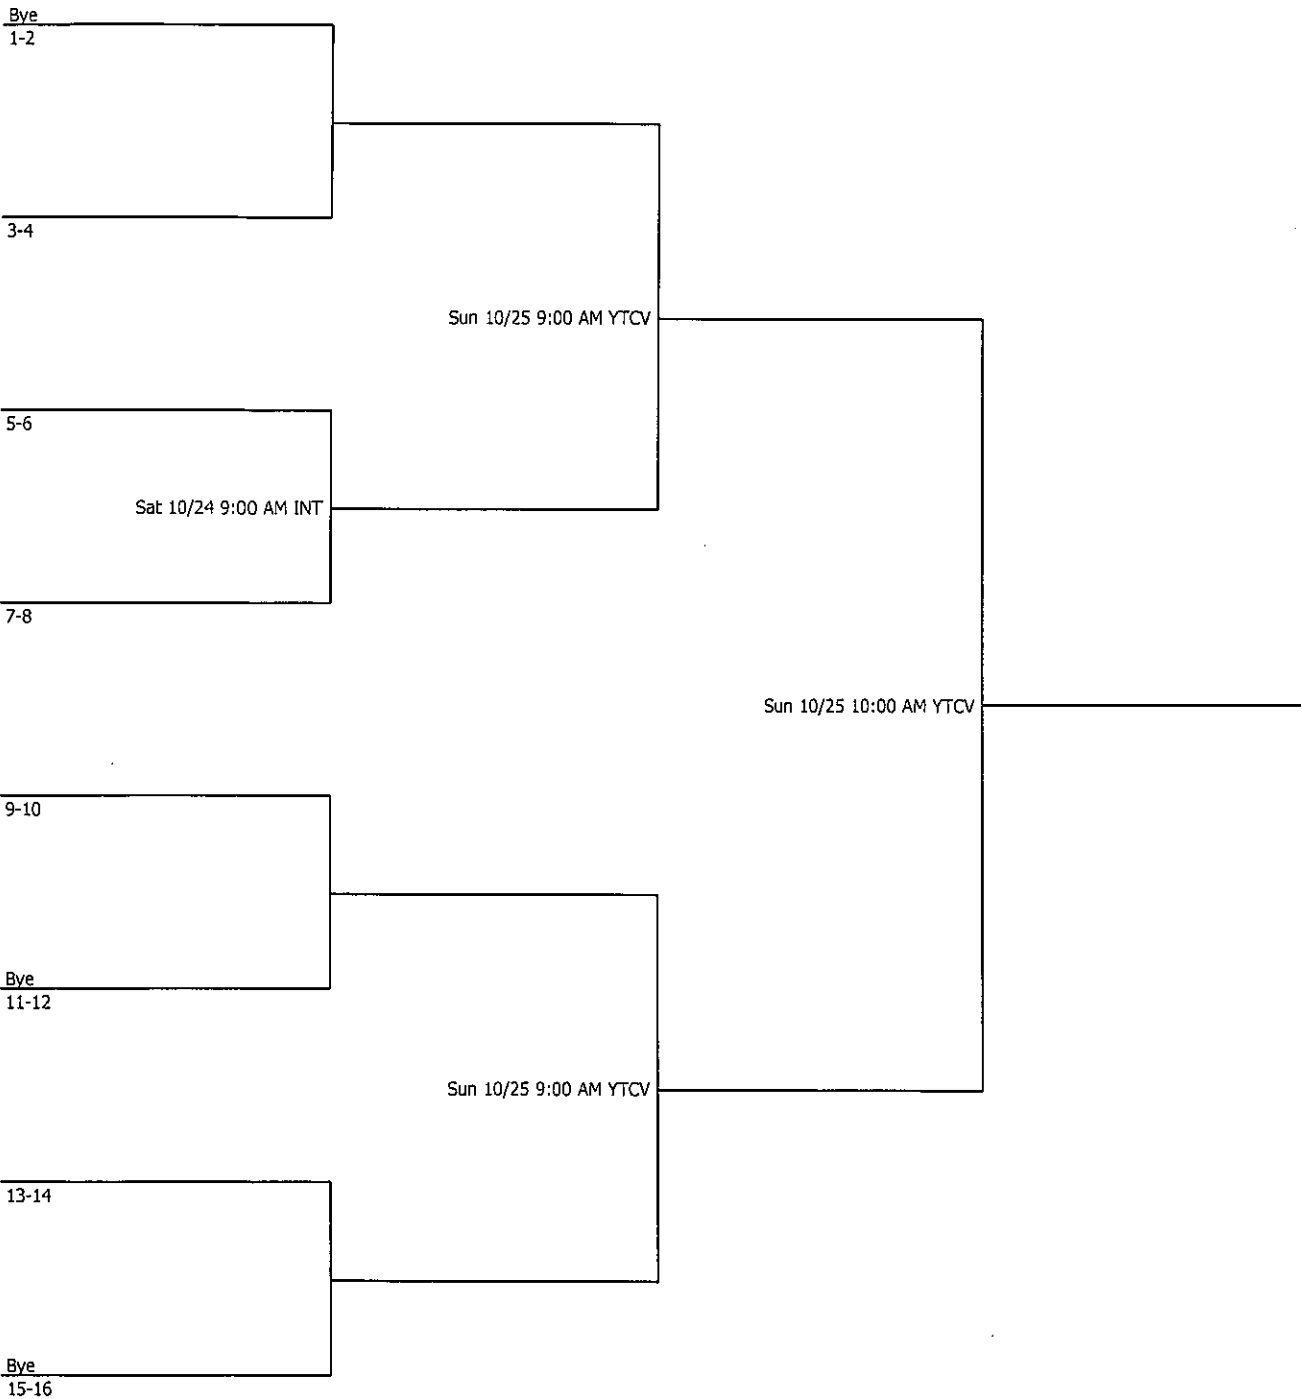 Bye
1-2
3-4
Sun 10/25 9:00 AM YTCV
5-6
Sat 10/24 9:00 AM INT
7-8
Sun 10/25 10:00 AM YTCV
9-10
Bye
11-12
Sun 10/25 9:00 AM YTCV
13-14
Bye
15-16